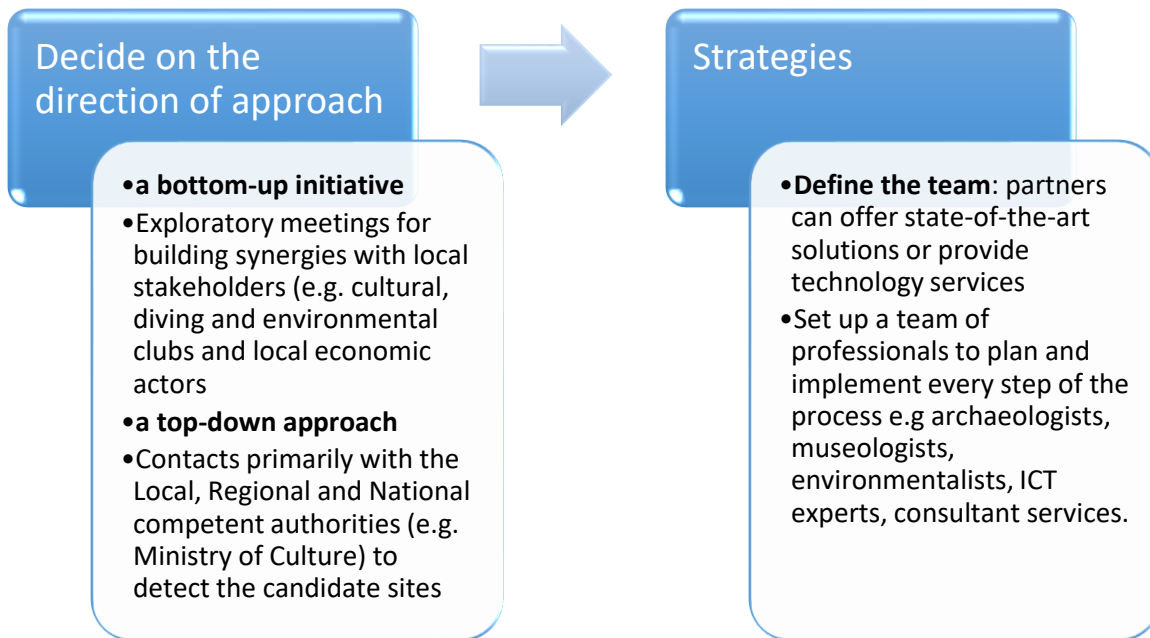 Decide on the
direction of approach
•a bottom-up initiative
•Exploratory meetings for
building synergies with local
stakeholders (e.g. cultural,
diving and environmental
clubs and local economic
actors
•a top-down approach
•Contacts primarily with the
Local, Regional and National
competent authorities (e.g.
Ministry of Culture) to
detect the candidate sites
Strategies
•Define the team: partners
can offer state-of-the-art
solutions or provide
technology services
•Set up a team of
professionals to plan and
implement every step of the
process e.g archaeologists,
museologists,
environmentalists, ICT
experts, consultant services.